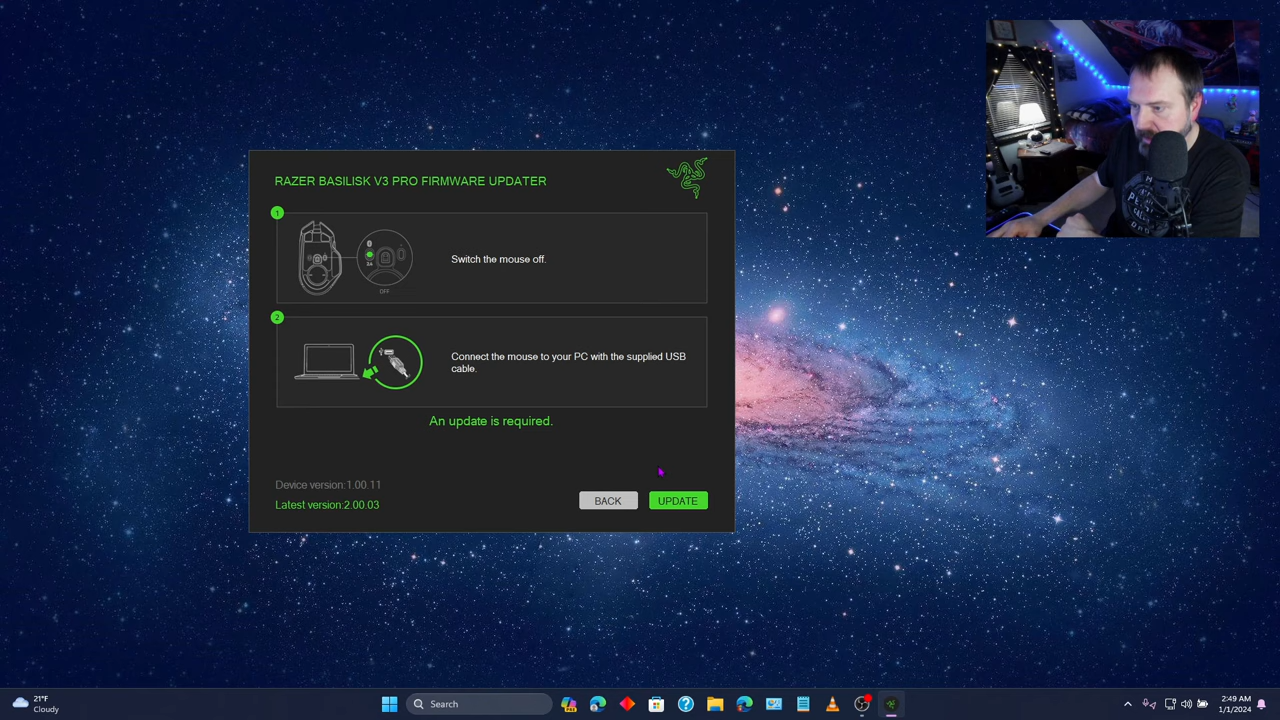 RAZER BASILISK V3 PRO FIRMWARE UPDATER
1
OFF
Switch the mouse off.
2
Connect the mouse to your PC with the supplied USB
cable.
An update is required.
Device version:1.00.11
Latest version:2.00.03
BACK
UPDATE
21°F
Cloudy
Search
2:49 AM
1/1/2024